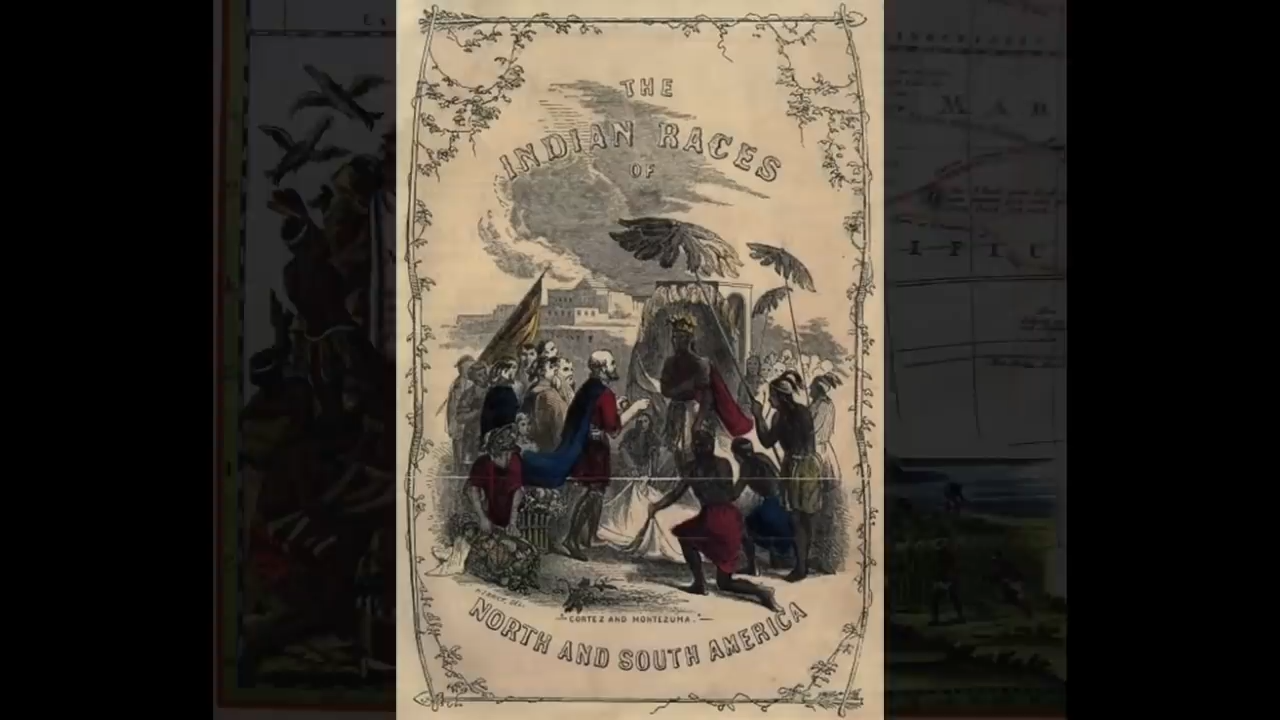 THE
INDIAN RACES
OF
"CORTEZ AND MONTEZUMA."
NORTH AND SOUTH AMERICA